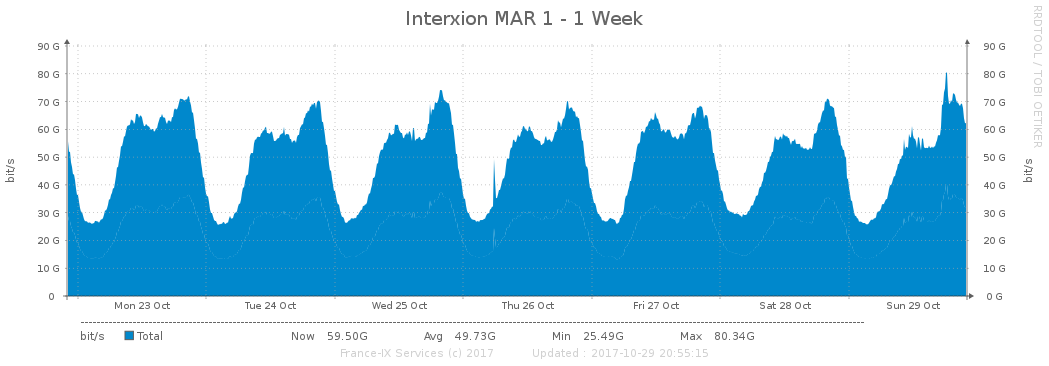 Interxion MAR 1 - 1 Week
RRDTOOL / TOBI OETIKER
90 G 90 G
80 G 80 G
70 G 70 G
60 G 60 G
50 G 50 G
40 G 40 G
30 G 30 G
20 G 20 G
10 G 10 G
0 0 G
bit/s
bit/s
Mon 23 Oct Tue 24 Oct Wed 25 Oct Thu 26 Oct Fri 27 Oct Sat 28 Oct Sun 29 Oct
bit/s Total Now 59.50G Avg 49.73G Min 25.49G Max 80.34G
France-IX Services (c) 2017 Updated : 2017-10-29 20:55:15